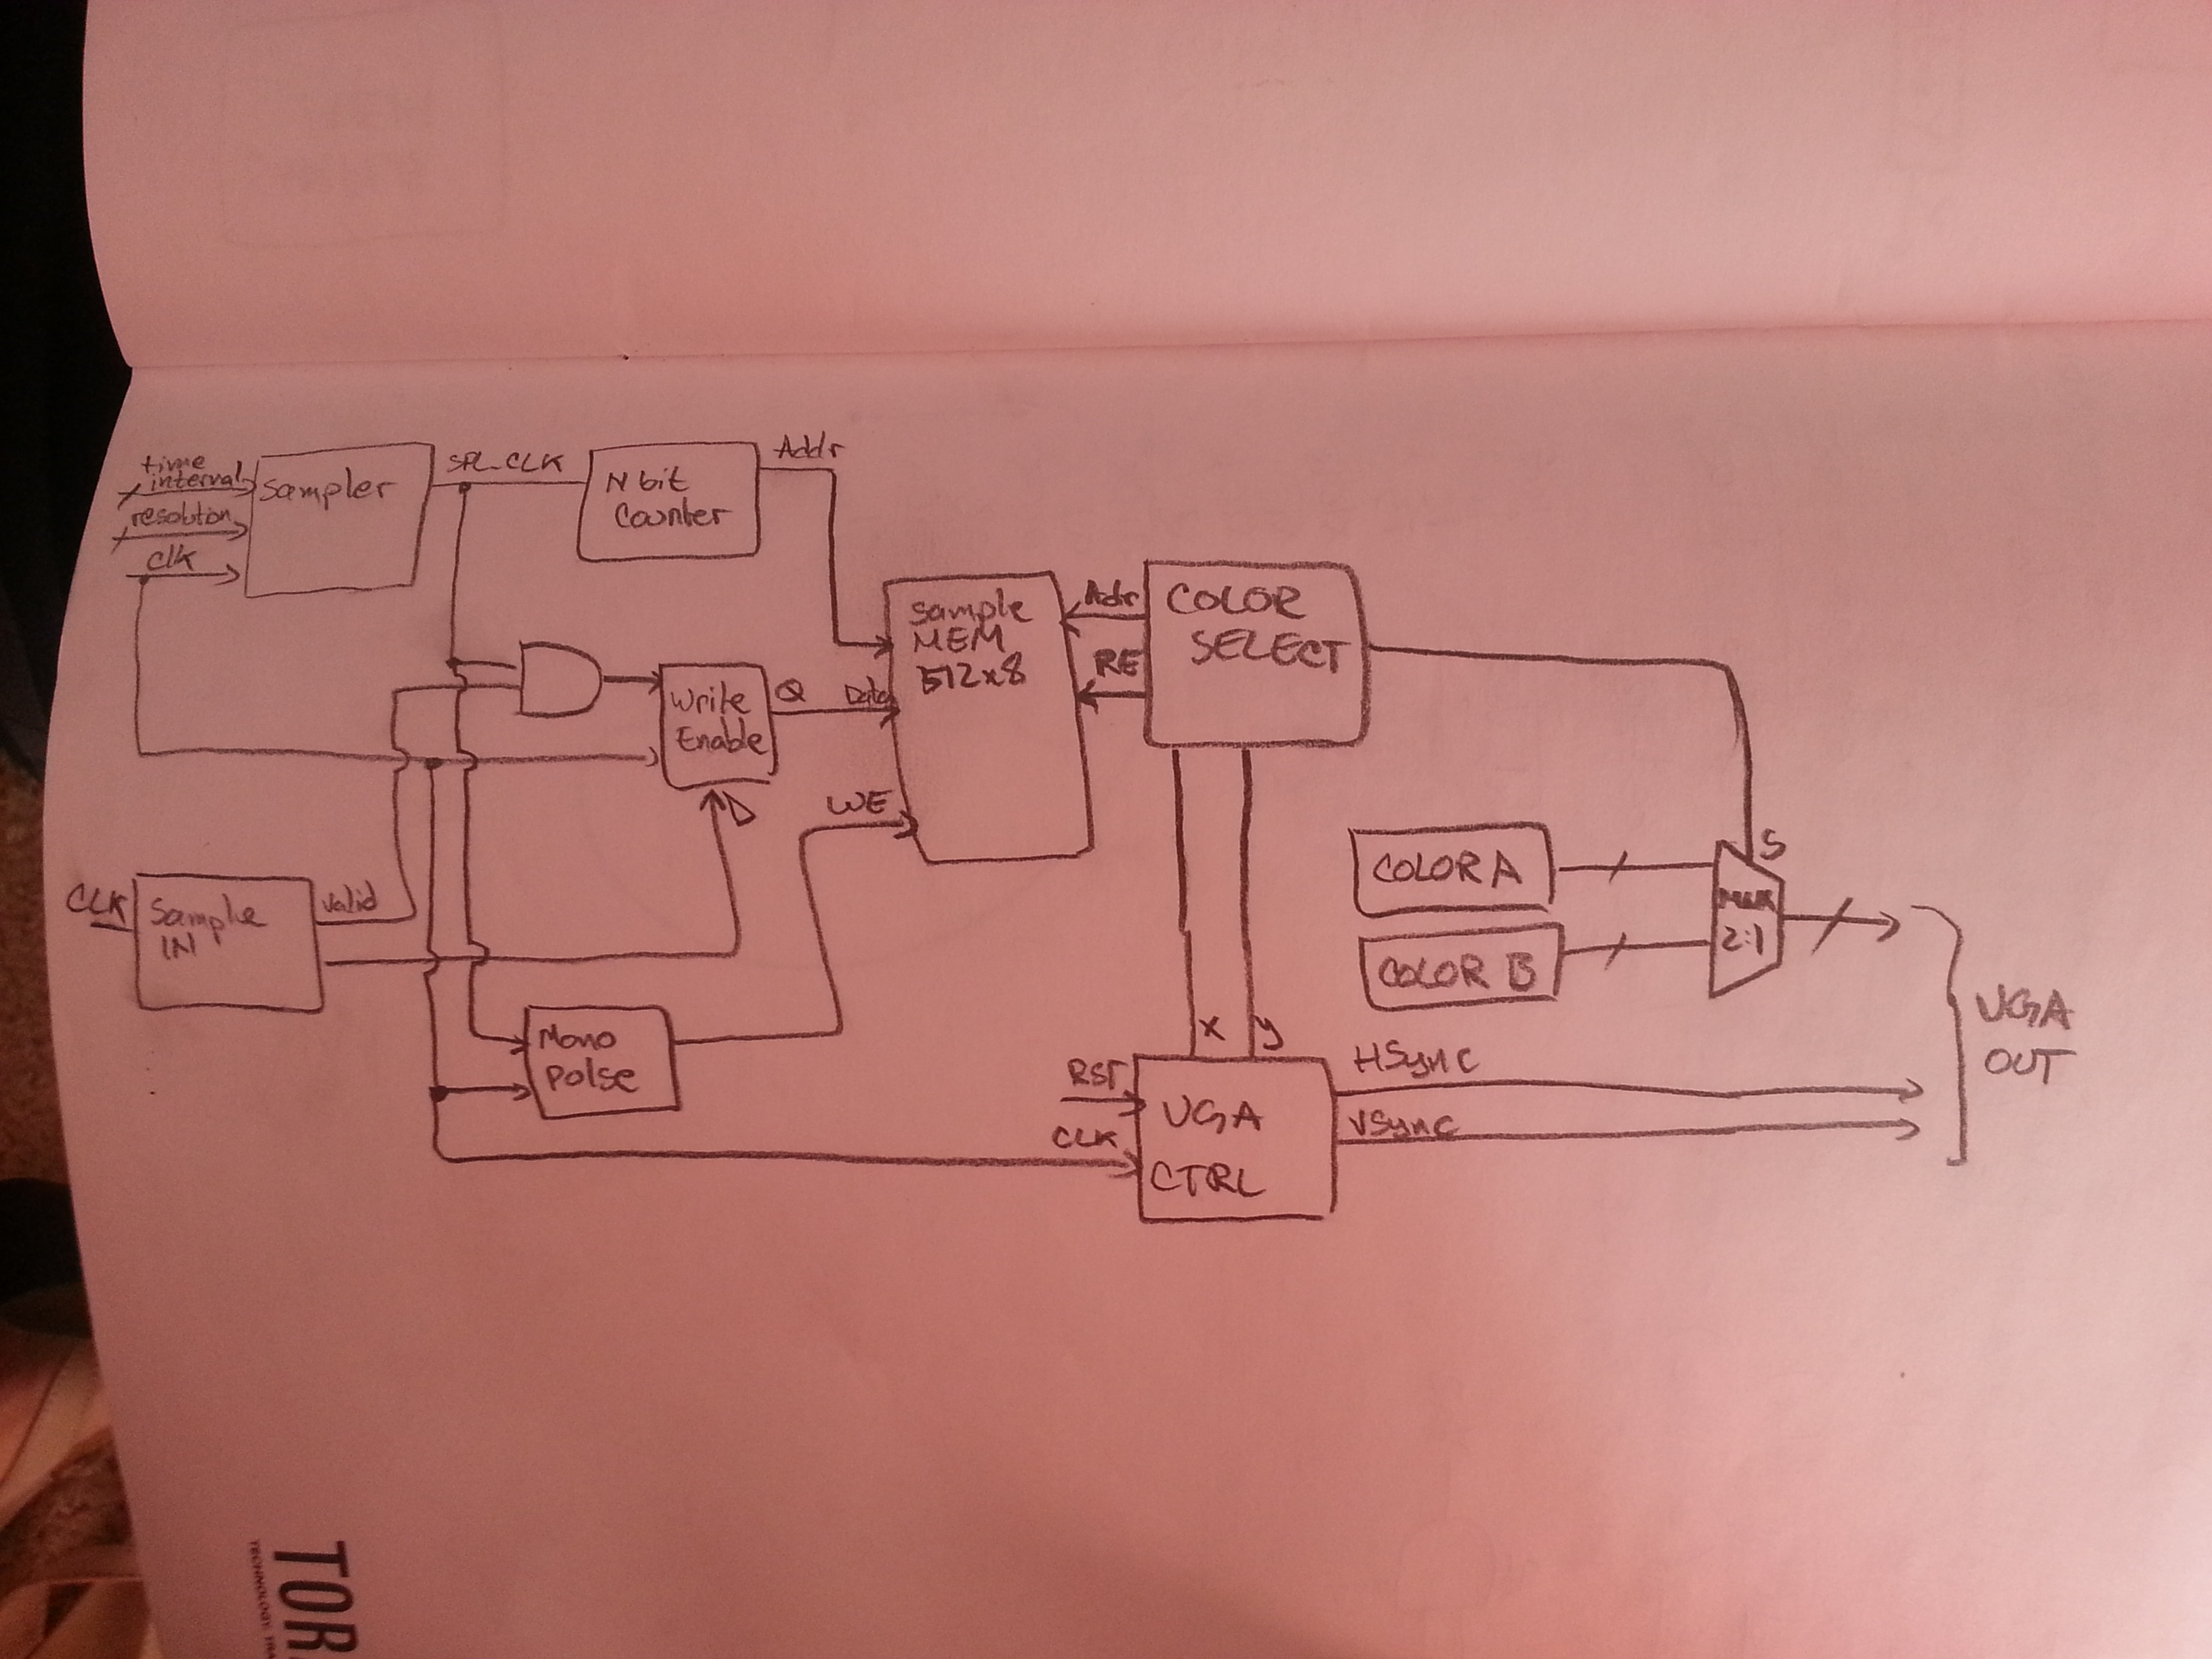 time
interval
resolution
clk
Sampler
SPL_CLK
N bit
Counter
Addr
Write
Enable
Q
D
Data
WE
Sample
MEM
512x8
Addr
RE
COLOR
SELECT
CLK
Sample
IN
Valid
Mono
polse
COLOR A
COLOR B
S
MUX
2:1
X
y
RST
CLK
VGA
CTRL
HSync
VSync
VGA
OUT
TOR